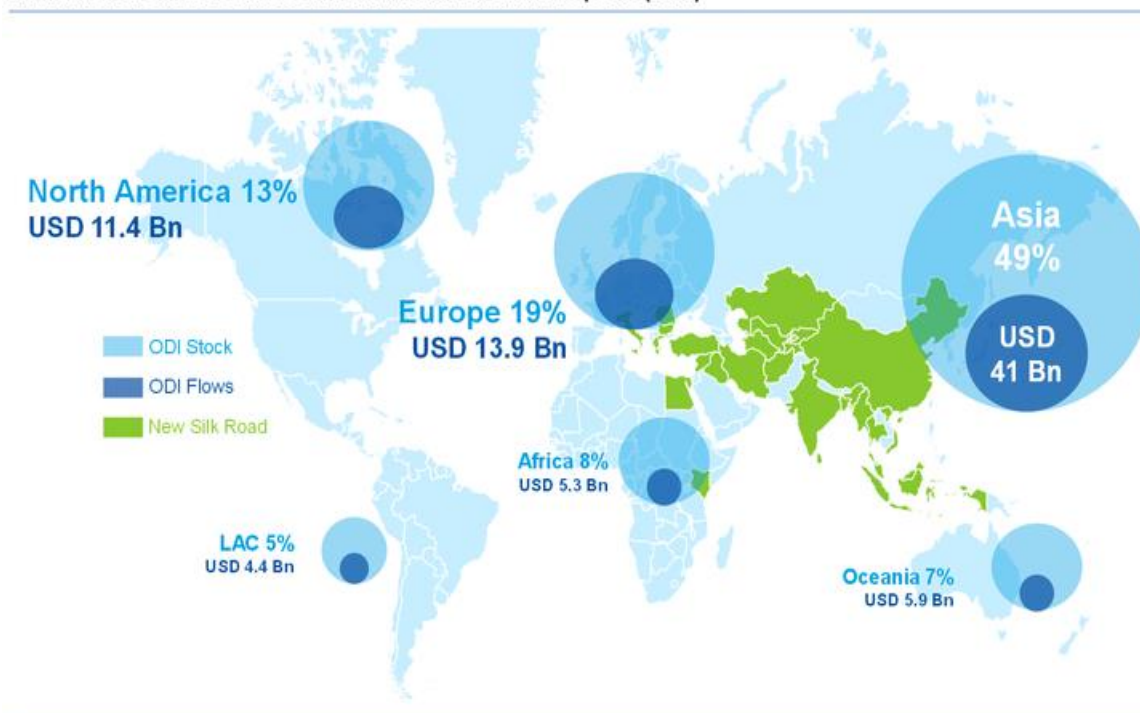 North America 13%
USD 11.4 Bn
Europe 19%
USD 13.9 Bn
Asia
49%
USD
41 Bn
ODI Stock
ODI Flows
New Silk Road
Africa 8%
USD 5.3 Bn
LAC 5%
USD 4.4 Bn
Oceania 7%
USD 5.9 Bn